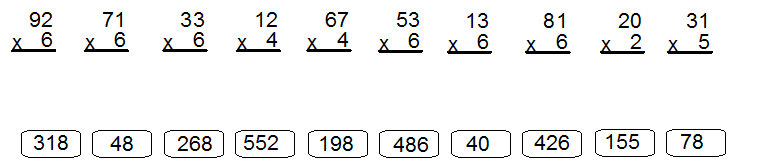 92 71 33 12 67 53 13 81 20 31
x 6 x 6 x 6 x 4 x 4 x 6 x 6 x 6 x 2 x 5
318 48 268 552 198 486 40 426 155 78